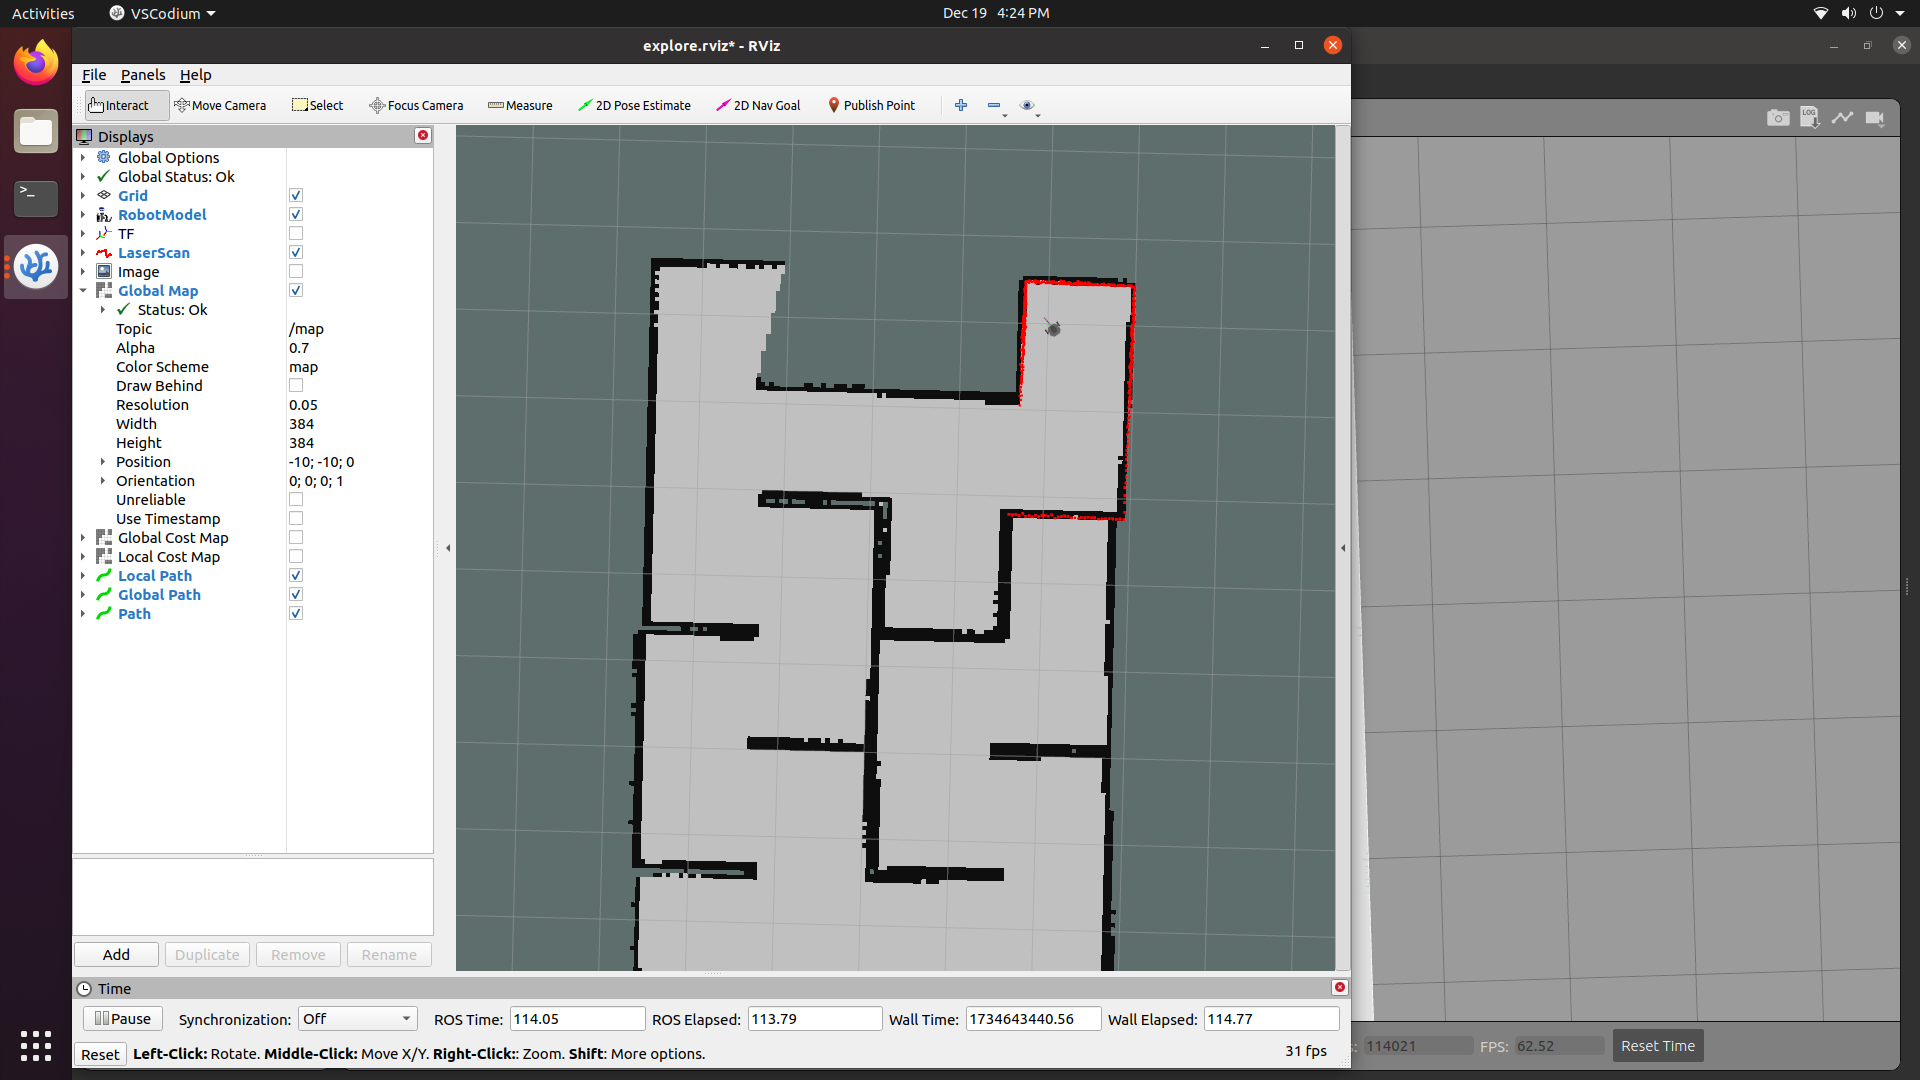 Activities
VSCodium
Dec 19 4:24 PM
explore.rviz* - RViz
File Panels Help
Interact Move Camera Select Focus Camera Measure 2D Pose Estimate 2D Nav Goal Publish Point
LOG
Displays
Global Options
Global Status: Ok
Grid
RobotModel
TF
LaserScan
Image
Global Map
Status: Ok
Topic /map
Alpha 0.7
Color Scheme map
Draw Behind
Resolution 0.05
Width 384
Height 384
Position -10; -10; 0
Orientation 0; 0; 0; 1
Unreliable
Use Timestamp
Global Cost Map
Local Cost Map
Local Path
Global Path
Path
Add Duplicate Remove Rename
Time
Pause Synchronization: Off ROS Time: 114.05 ROS Elapsed: 113.79 Wall Time: 1734643440.56 Wall Elapsed: 114.77
Reset Left-Click: Rotate. Middle-Click: Move X/Y. Right-Click:: Zoom. Shift: More options. 31 fps
114021 FPS: 62.52 Reset Time